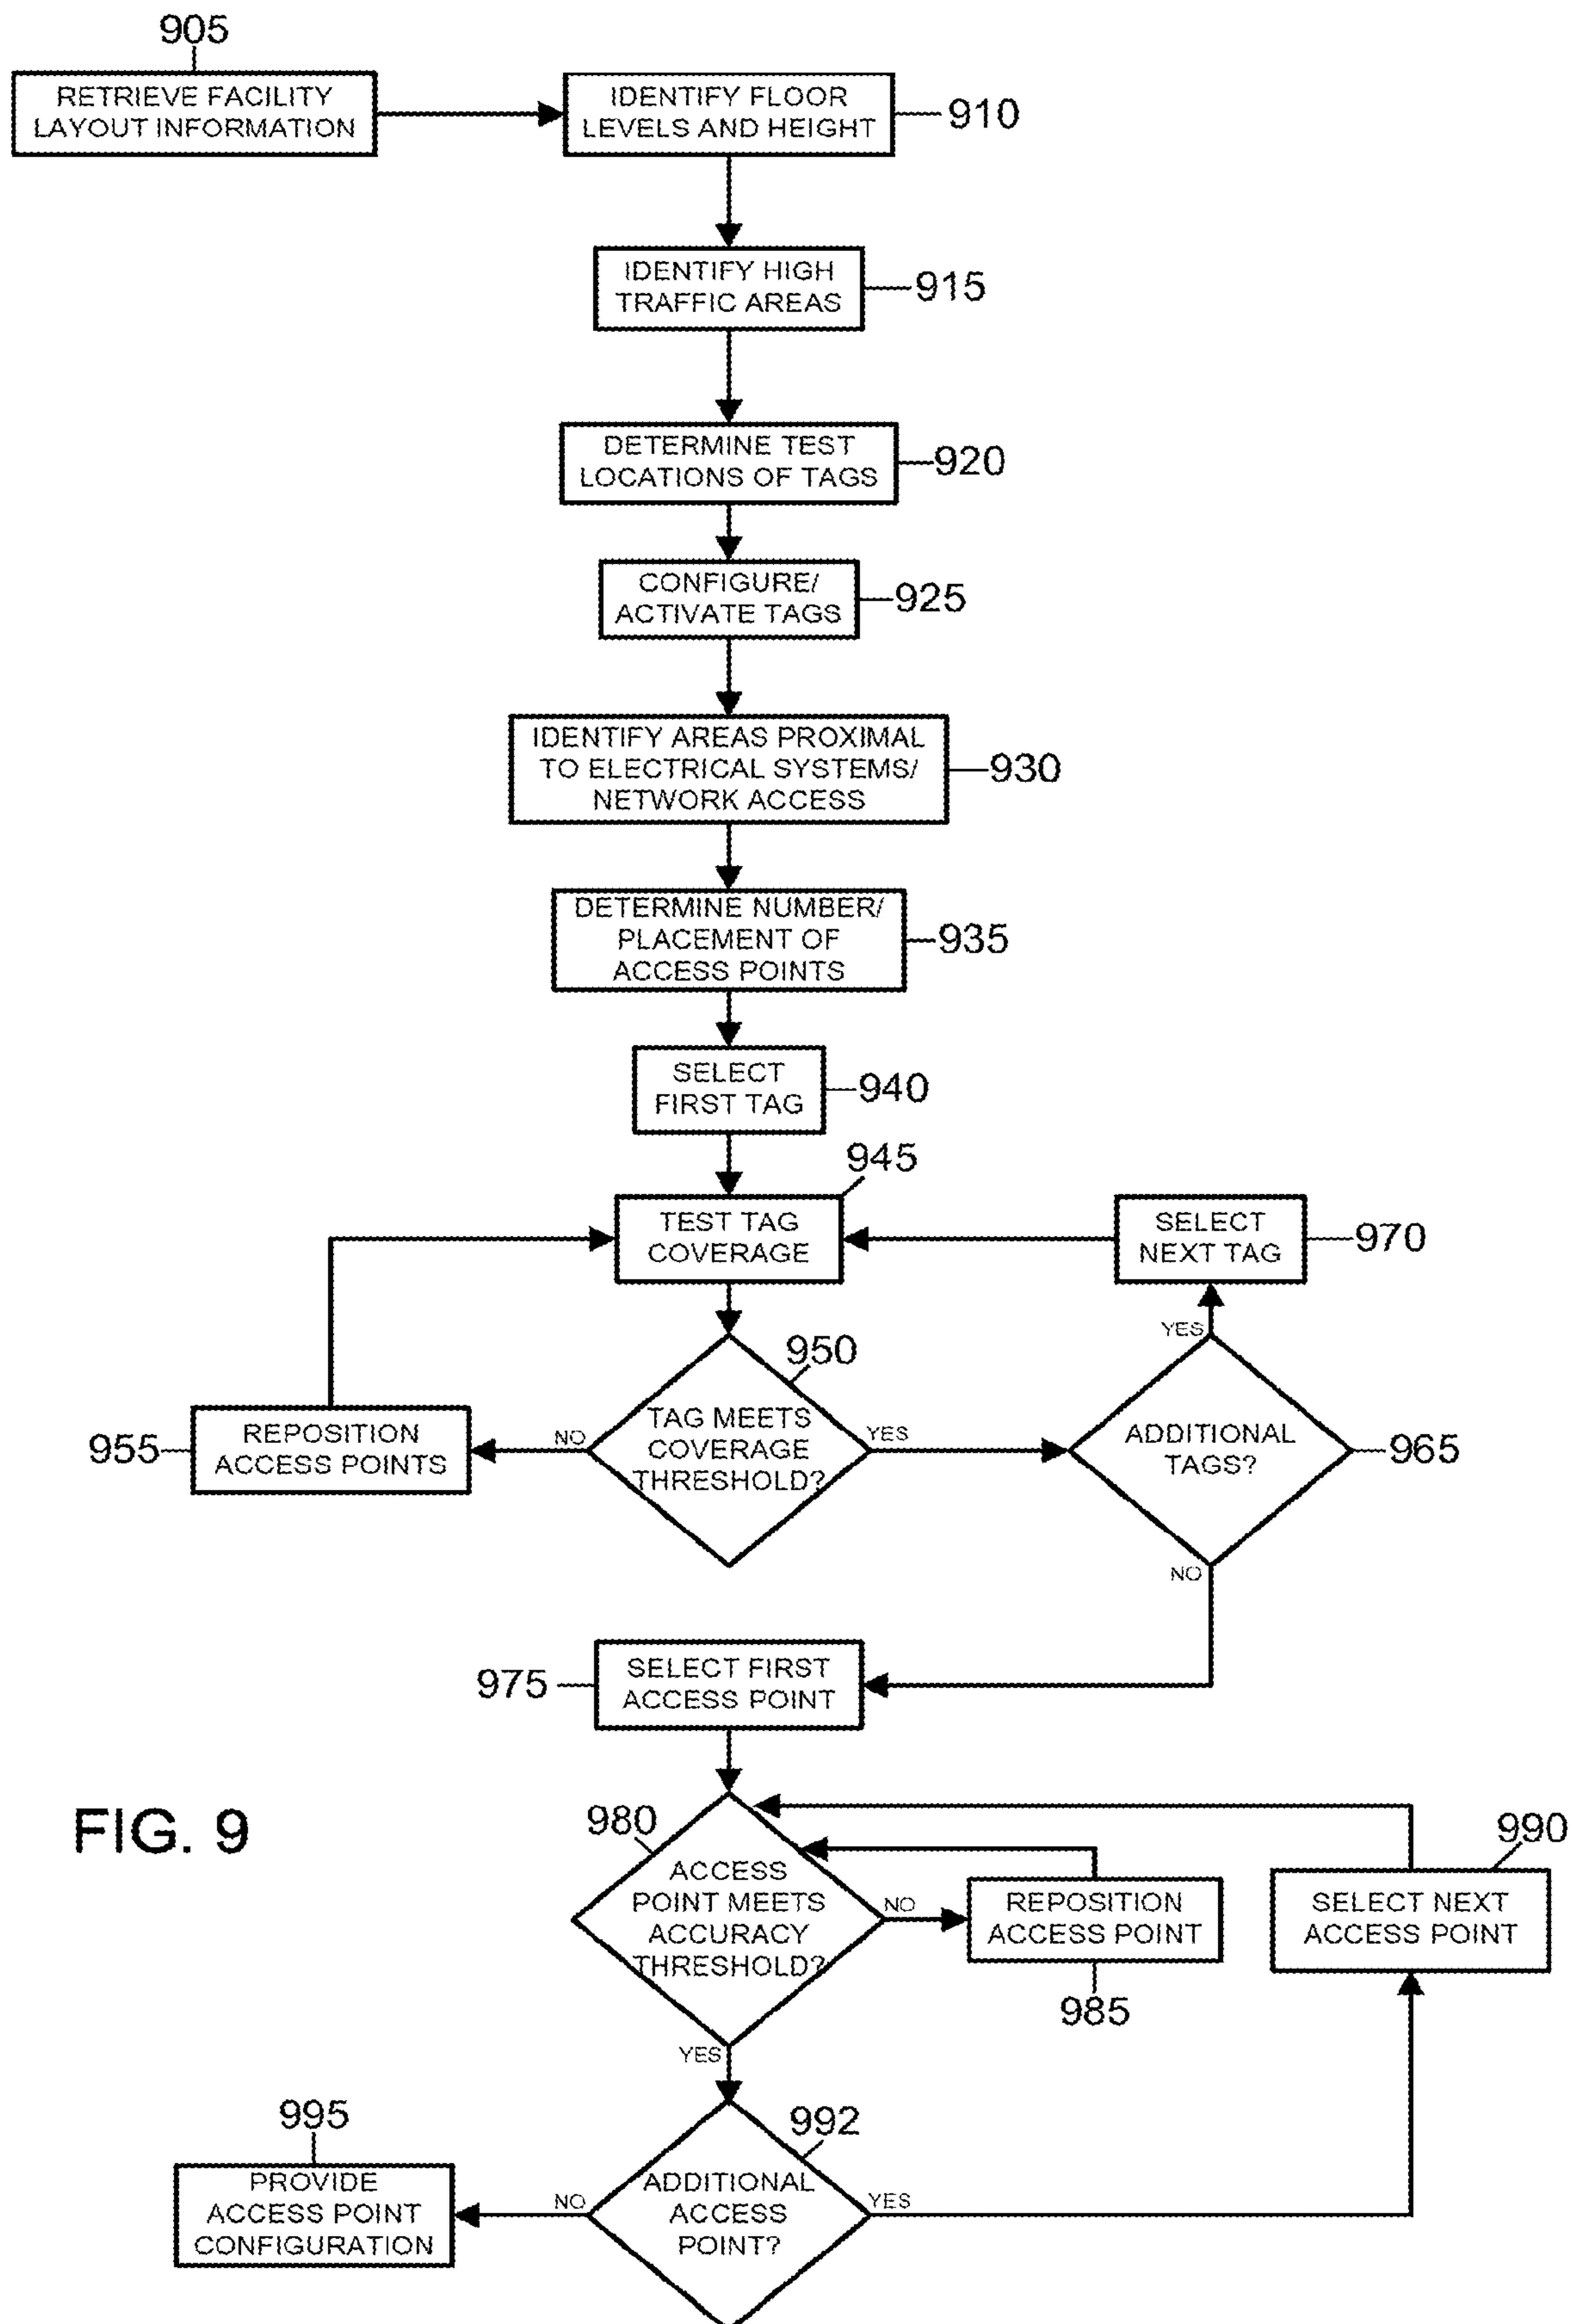 905
RETRIEVE FACILITY
LAYOUT INFORMATION
IDENTIFY FLOOR
LEVELS AND HEIGHT
910
IDENTIFY HIGH
TRAFFIC AREAS
915
DETERMINE TEST
LOCATIONS OF TAGS
920
CONFIGURE/
ACTIVATE TAGS
925
IDENTIFY AREAS PROXIMAL
TO ELECTRICAL SYSTEMS/
NETWORK ACCESS
930
DETERMINE NUMBER/
PLACEMENT OF
ACCESS POINTS
935
SELECT
FIRST TAG
940
945
TEST TAG
COVERAGE
SELECT
NEXT TAG
970
YES
950
955
REPOSITION
ACCESS POINTS
NO
TAG MEETS
COVERAGE
THRESHOLD?
YES
ADDITIONAL
TAGS?
965
NO
975
SELECT FIRST
ACCESS POINT
FIG. 9
980
ACCESS
POINT MEETS
ACCURACY
THRESHOLD?
NO
REPOSITION
ACCESS POINT
985
990
SELECT NEXT
ACCESS POINT
YES
995
PROVIDE
ACCESS POINT
CONFIGURATION
NO
992
ADDITIONAL
ACCESS
POINT?
YES